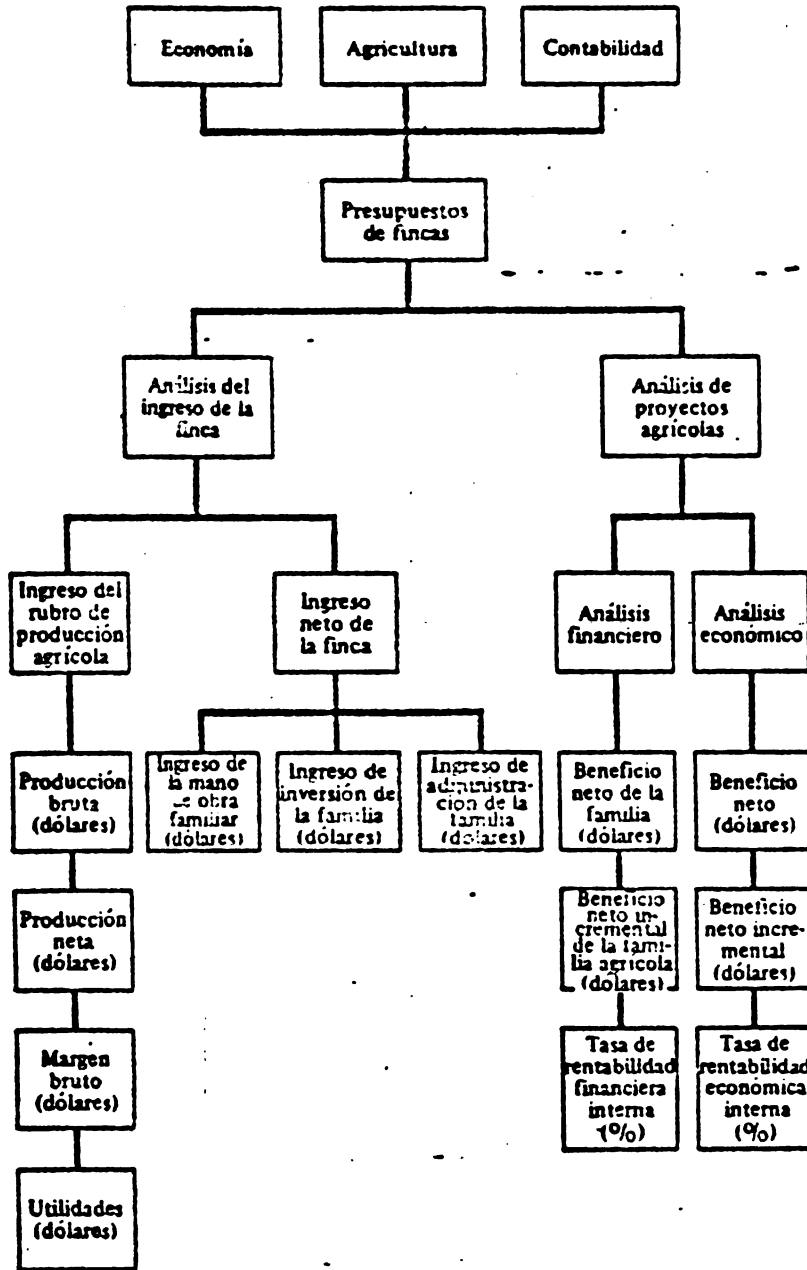 Economía
Agricultura
Contabilidad
Presupuestos
de fincas
Análisis del
ingreso de la
finca
Análisis de
proyectos
agrícolas
Ingreso del
rubro de
producción
agrícola
Ingreso
neto de
la finca
Análisis
financiero
Análisis
económico
Producción
bruta
(dólares)
Ingreso de
la mano
de obra
familiar
(dólares)
Ingreso de
inversión de
la familia
(dólares)
Ingreso de
administra-
ción de la
familia
(dólares)
Beneficio
neto de la
familia
(dólares)
Beneficio
neto
(dólares)
Producción
neta
(dólares)
Beneficio
neto in-
cremental
de la fami-
lia agrícola
(dólares)
Beneficio
neto incre-
mental
(dólares)
Margen
bruto
(dólares)
Tasa de
rentabilidad
financiera
interna
(%)
Tasa de
rentabilidad
económica
interna
(%)
Utilidades
(dólares)